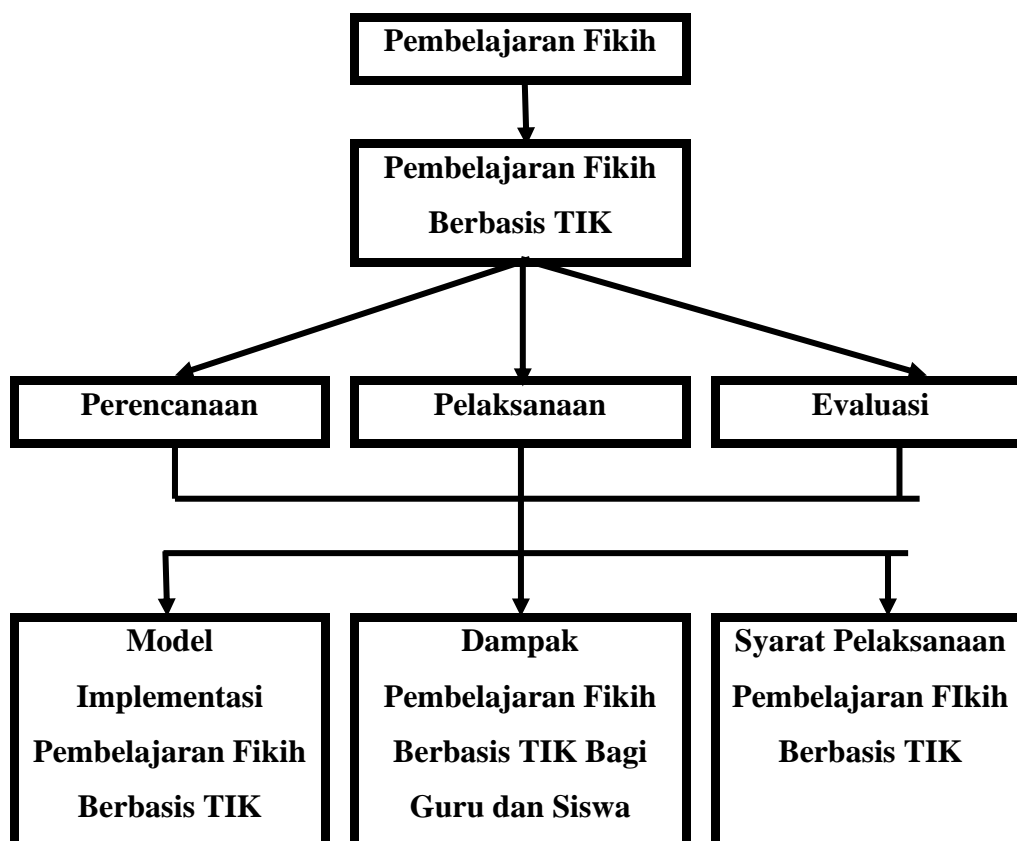 Pembelajaran Fikih
Pembelajaran Fikih
Berbasis TIK
Perencanaan
Pelaksanaan
Evaluasi
Model
Implementasi
Pembelajaran Fikih
Berbasis TIK
Dampak
Pembelajaran Fikih
Berbasis TIK Bagi
Guru dan Siswa
Syarat Pelaksanaan
Pembelajaran FIkih
Berbasis TIK